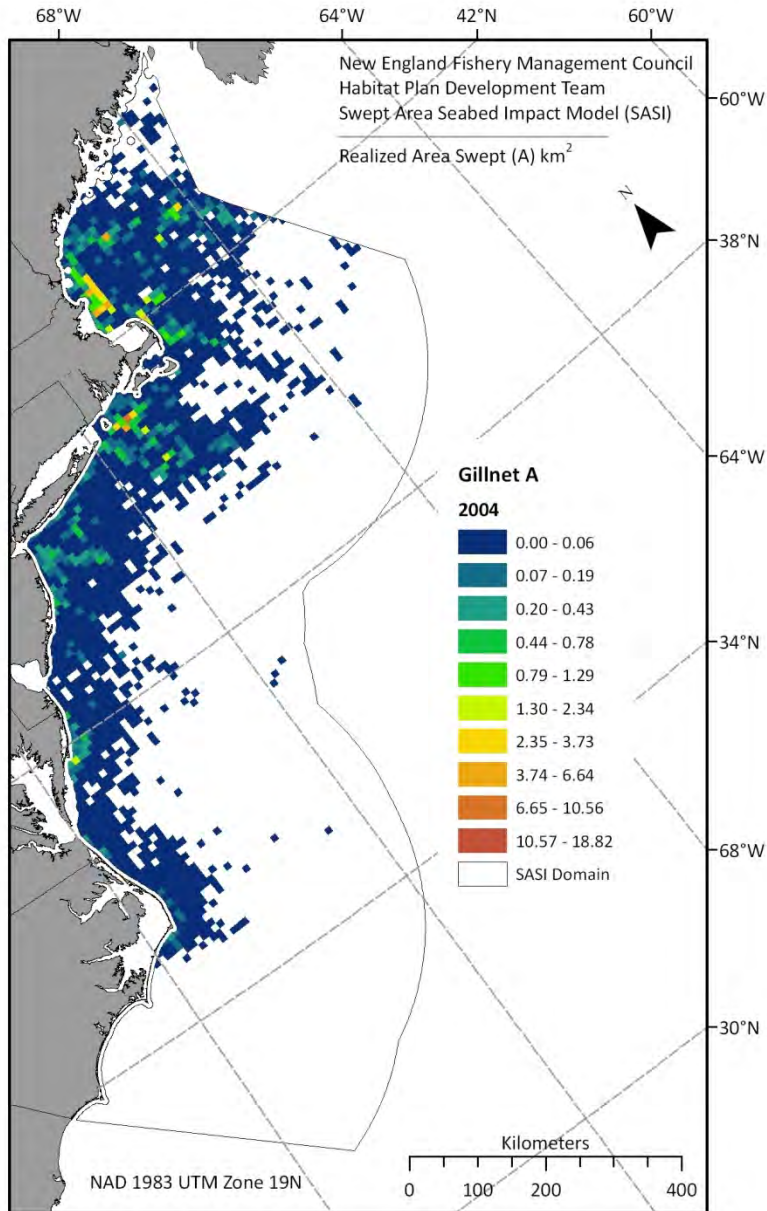 68°W 64°W 42°N 60°W
New England Fishery Management Council
Habitat Plan Development Team
Swept Area Seabed Impact Model (SASI)
Realized Area Swept (A) km²
60°W
N
38°N
64°W
Gillnet A
2004
0.00 - 0.06
0.07 - 0.19
0.20 - 0.43
0.44 - 0.78
0.79 - 1.29
1.30 - 2.34
2.35 - 3.73
3.74 - 6.64
6.65 - 10.56
10.57 - 18.82
SASI Domain
34°N
68°W
30°N
Kilometers
0 100 200 400
NAD 1983 UTM Zone 19N